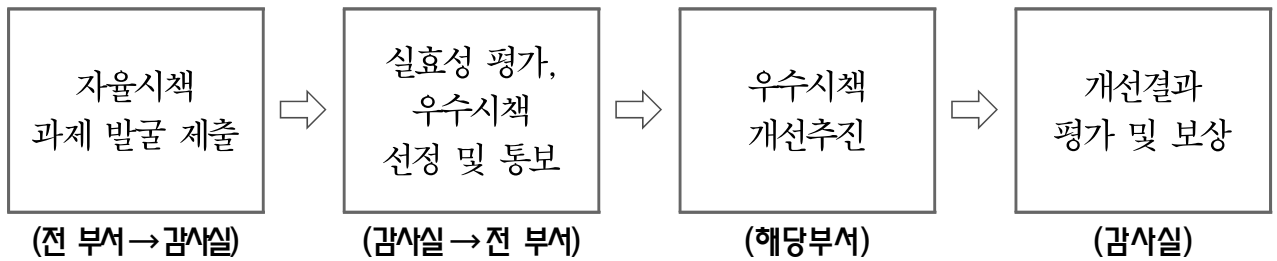 자율시책
과제 발굴 제출
(전 부서→감사실)
실효성 평가,
우수시책
선정 및 통보
(감사실→전 부서)
우수시책
개선추진
(해당부서)
개선결과
평가 및 보상
(감사실)